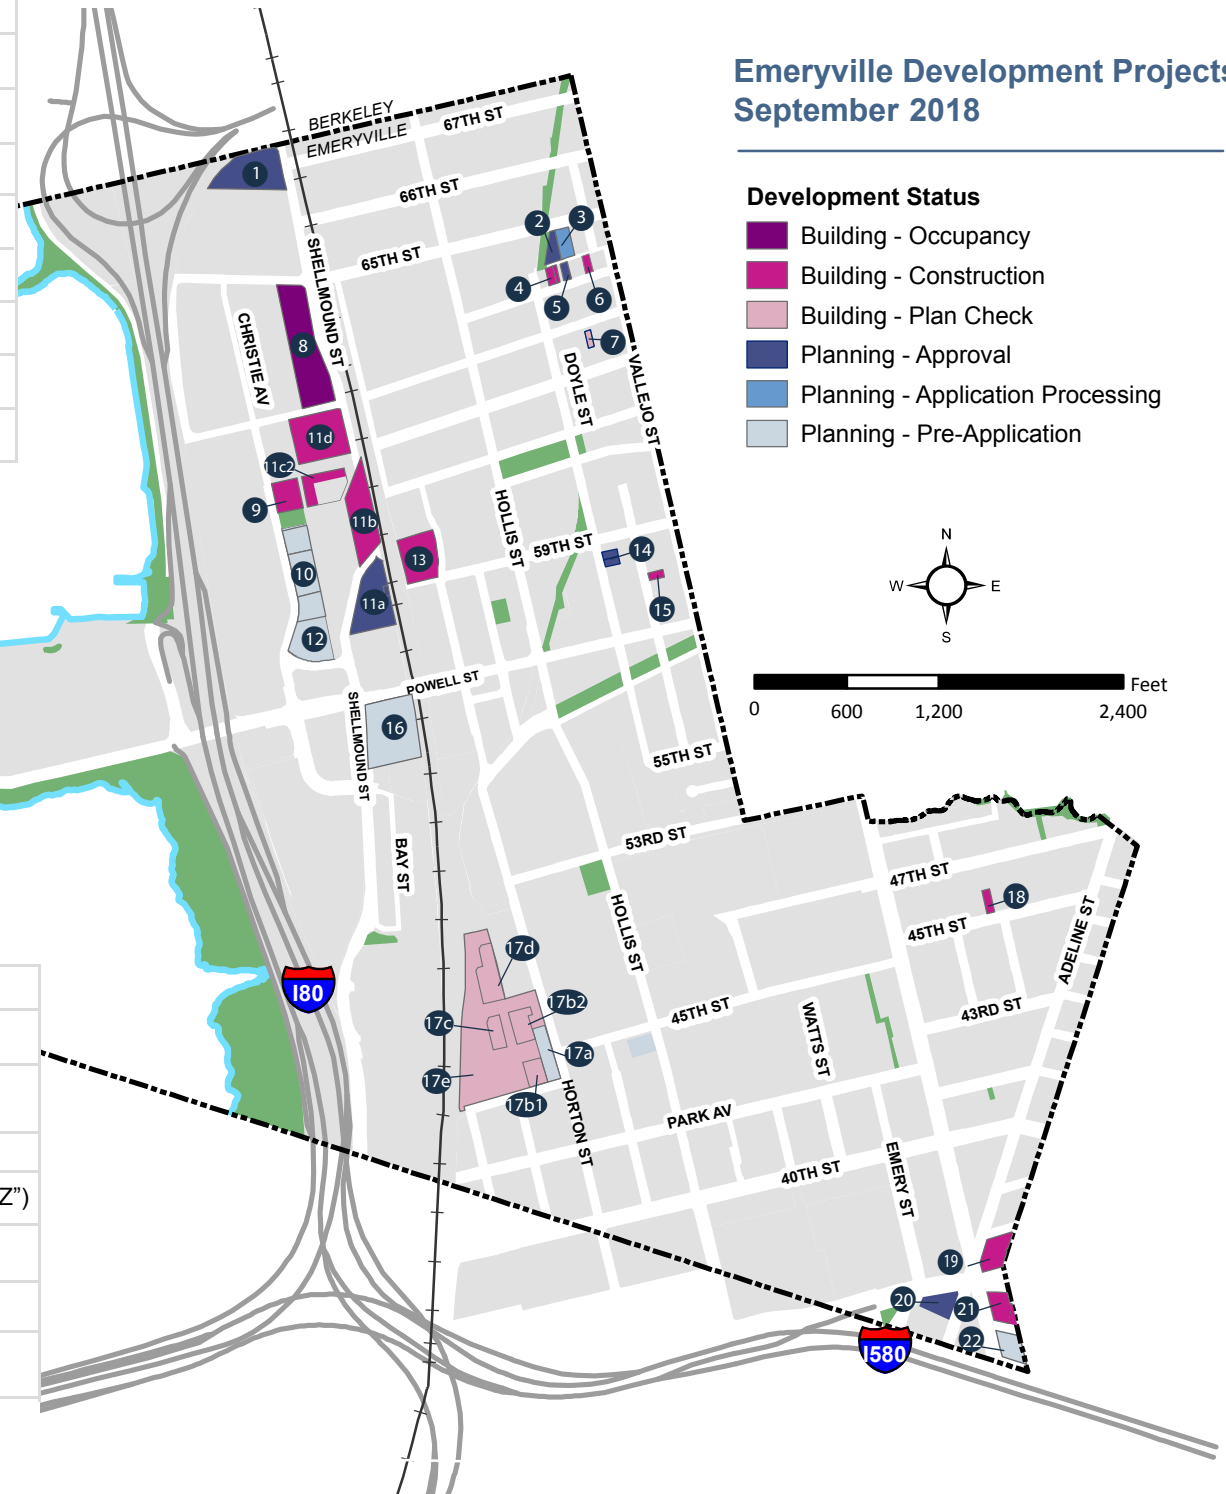 Emeryville Development Projects
September 2018
Development Status
Building - Occupancy
Building - Construction
Building - Plan Check
Planning - Approval
Planning - Application Processing
Planning - Pre-Application
N
W
E
S
Feet
0
600
1,200
2,400
BERKELEY
EMERYVILLE
67TH ST
66TH ST
65TH ST
SHELLMOUND ST
CHRISTIE AV
DOYLE ST
VALLEJO ST
HOLLIS ST
59TH ST
POWELL ST
SHELLMOUND ST
55TH ST
53RD ST
BAY ST
HOLLIS ST
47TH ST
45TH ST
ADELINE ST
43RD ST
45TH ST
WATTS ST
HORTON ST
PARK AV
40TH ST
EMERY ST
I80
I580
1
2
3
4
5
6
7
8
11d
11c2
9
11b
13
10
11a
12
14
15
16
17d
17b2
17c
17a
17e
17b1
18
19
20
21
22
Z”)